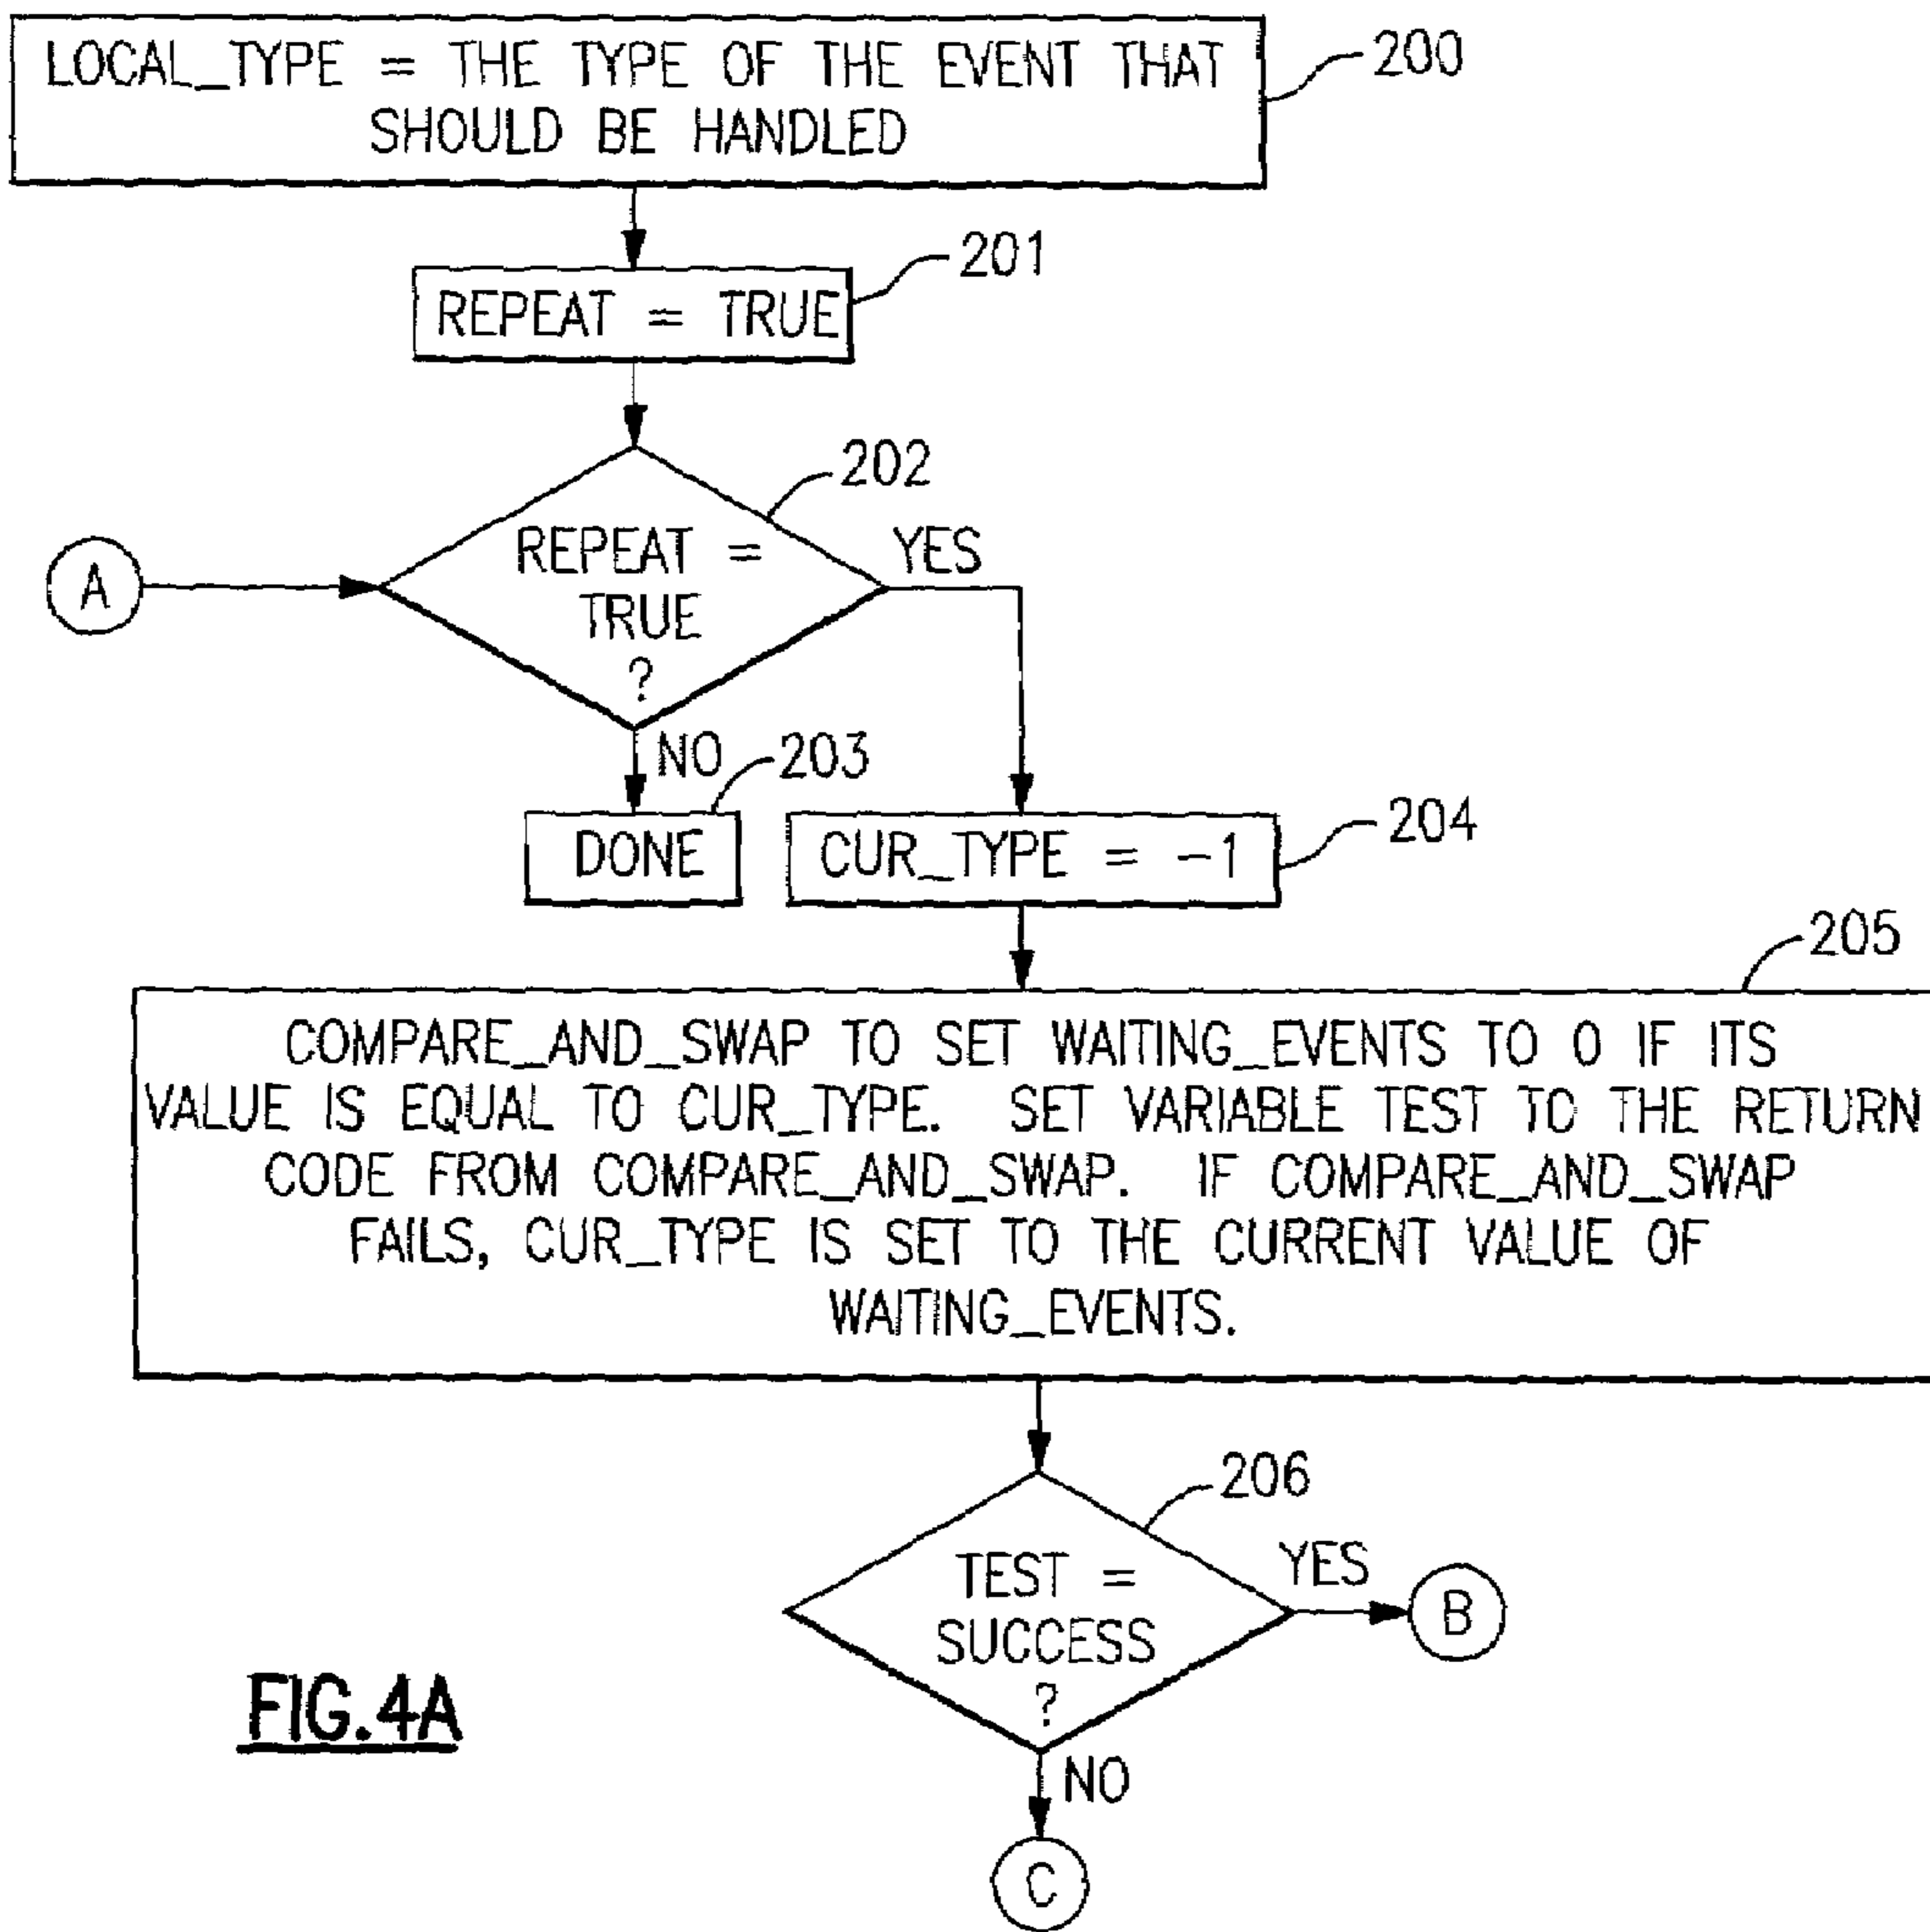 LOCAL_TYPE = THE TYPE OF THE EVENT THAT
SHOULD BE HANDLED
200
201
REPEAT = TRUE
202
REPEAT =
TRUE
?
YES
A
NO
203
DONE
204
CUR_TYPE = -1
205
COMPARE_AND_SWAP TO SET WAITING_EVENTS TO 0 IF ITS
VALUE IS EQUAL TO CUR_TYPE. SET VARIABLE TEST TO THE RETURN
CODE FROM COMPARE_AND_SWAP. IF COMPARE_AND_SWAP
FAILS, CUR_TYPE IS SET TO THE CURRENT VALUE OF
WAITING_EVENTS.
206
TEST =
SUCCESS
?
YES
B
NO
C
FIG.4A